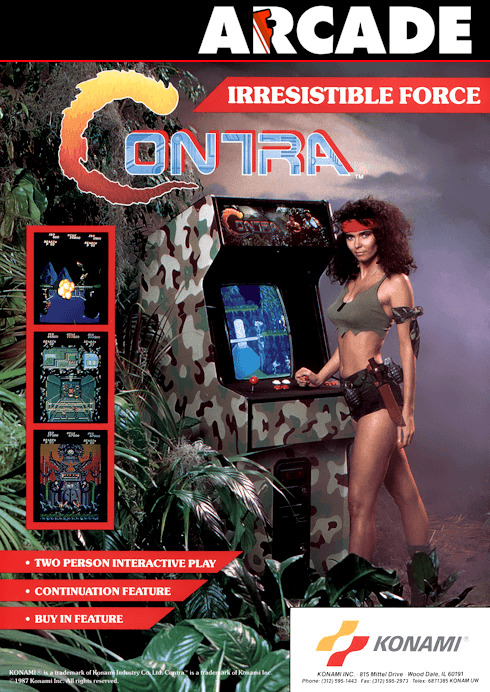 ARCADE
IRRESISTIBLE FORCE
CONTRA™
CONTRA
• TWO PERSON INTERACTIVE PLAY
• CONTINUATION FEATURE
• BUY IN FEATURE
KONAMI®
KONAMI® is a trademark of Konami Industry Co. Ltd. Contra™ is a trademark of Konami Inc.
©1987 Konami Inc. All rights reserved.
KONAMI INC. 815 Mittel Drive Wood Dale, IL 60191
Phone: (312) 595-1443 Fax: (312) 595-2973 Telex: 6871385 KONAM UW